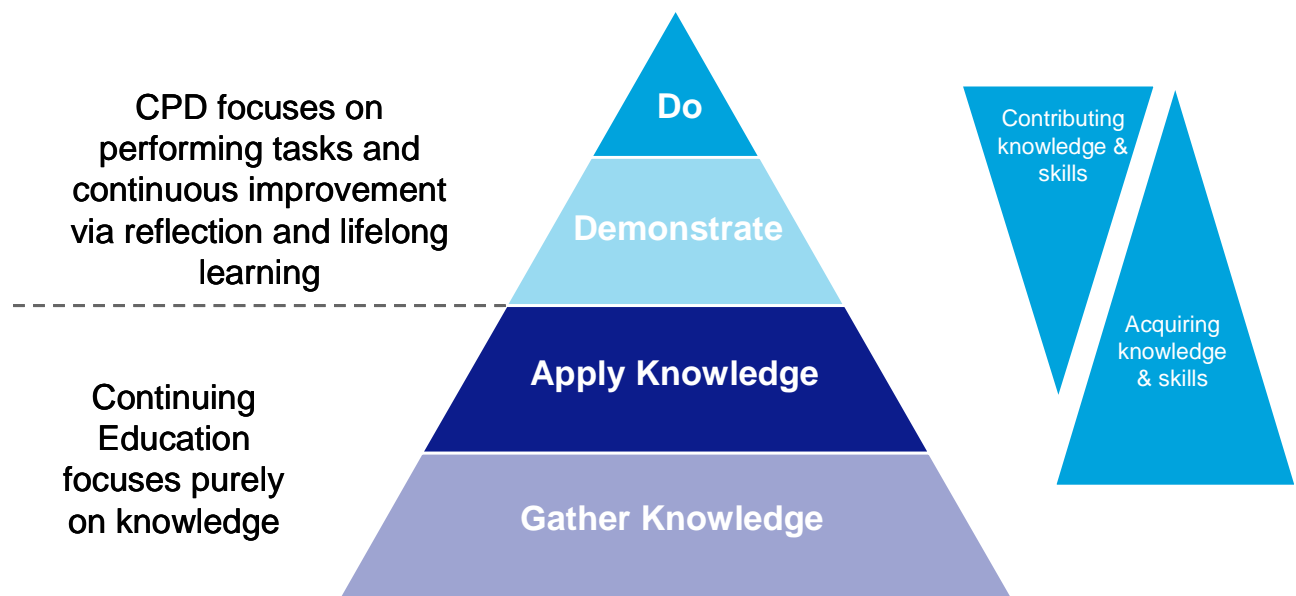 CPD focuses on
performing tasks and
continuous improvement
via reflection and lifelong
learning
Continuing
Education
focuses purely
on knowledge
Do
Demonstrate
Apply Knowledge
Gather Knowledge
Contributing
knowledge &
skills
Acquiring
knowledge
& skills